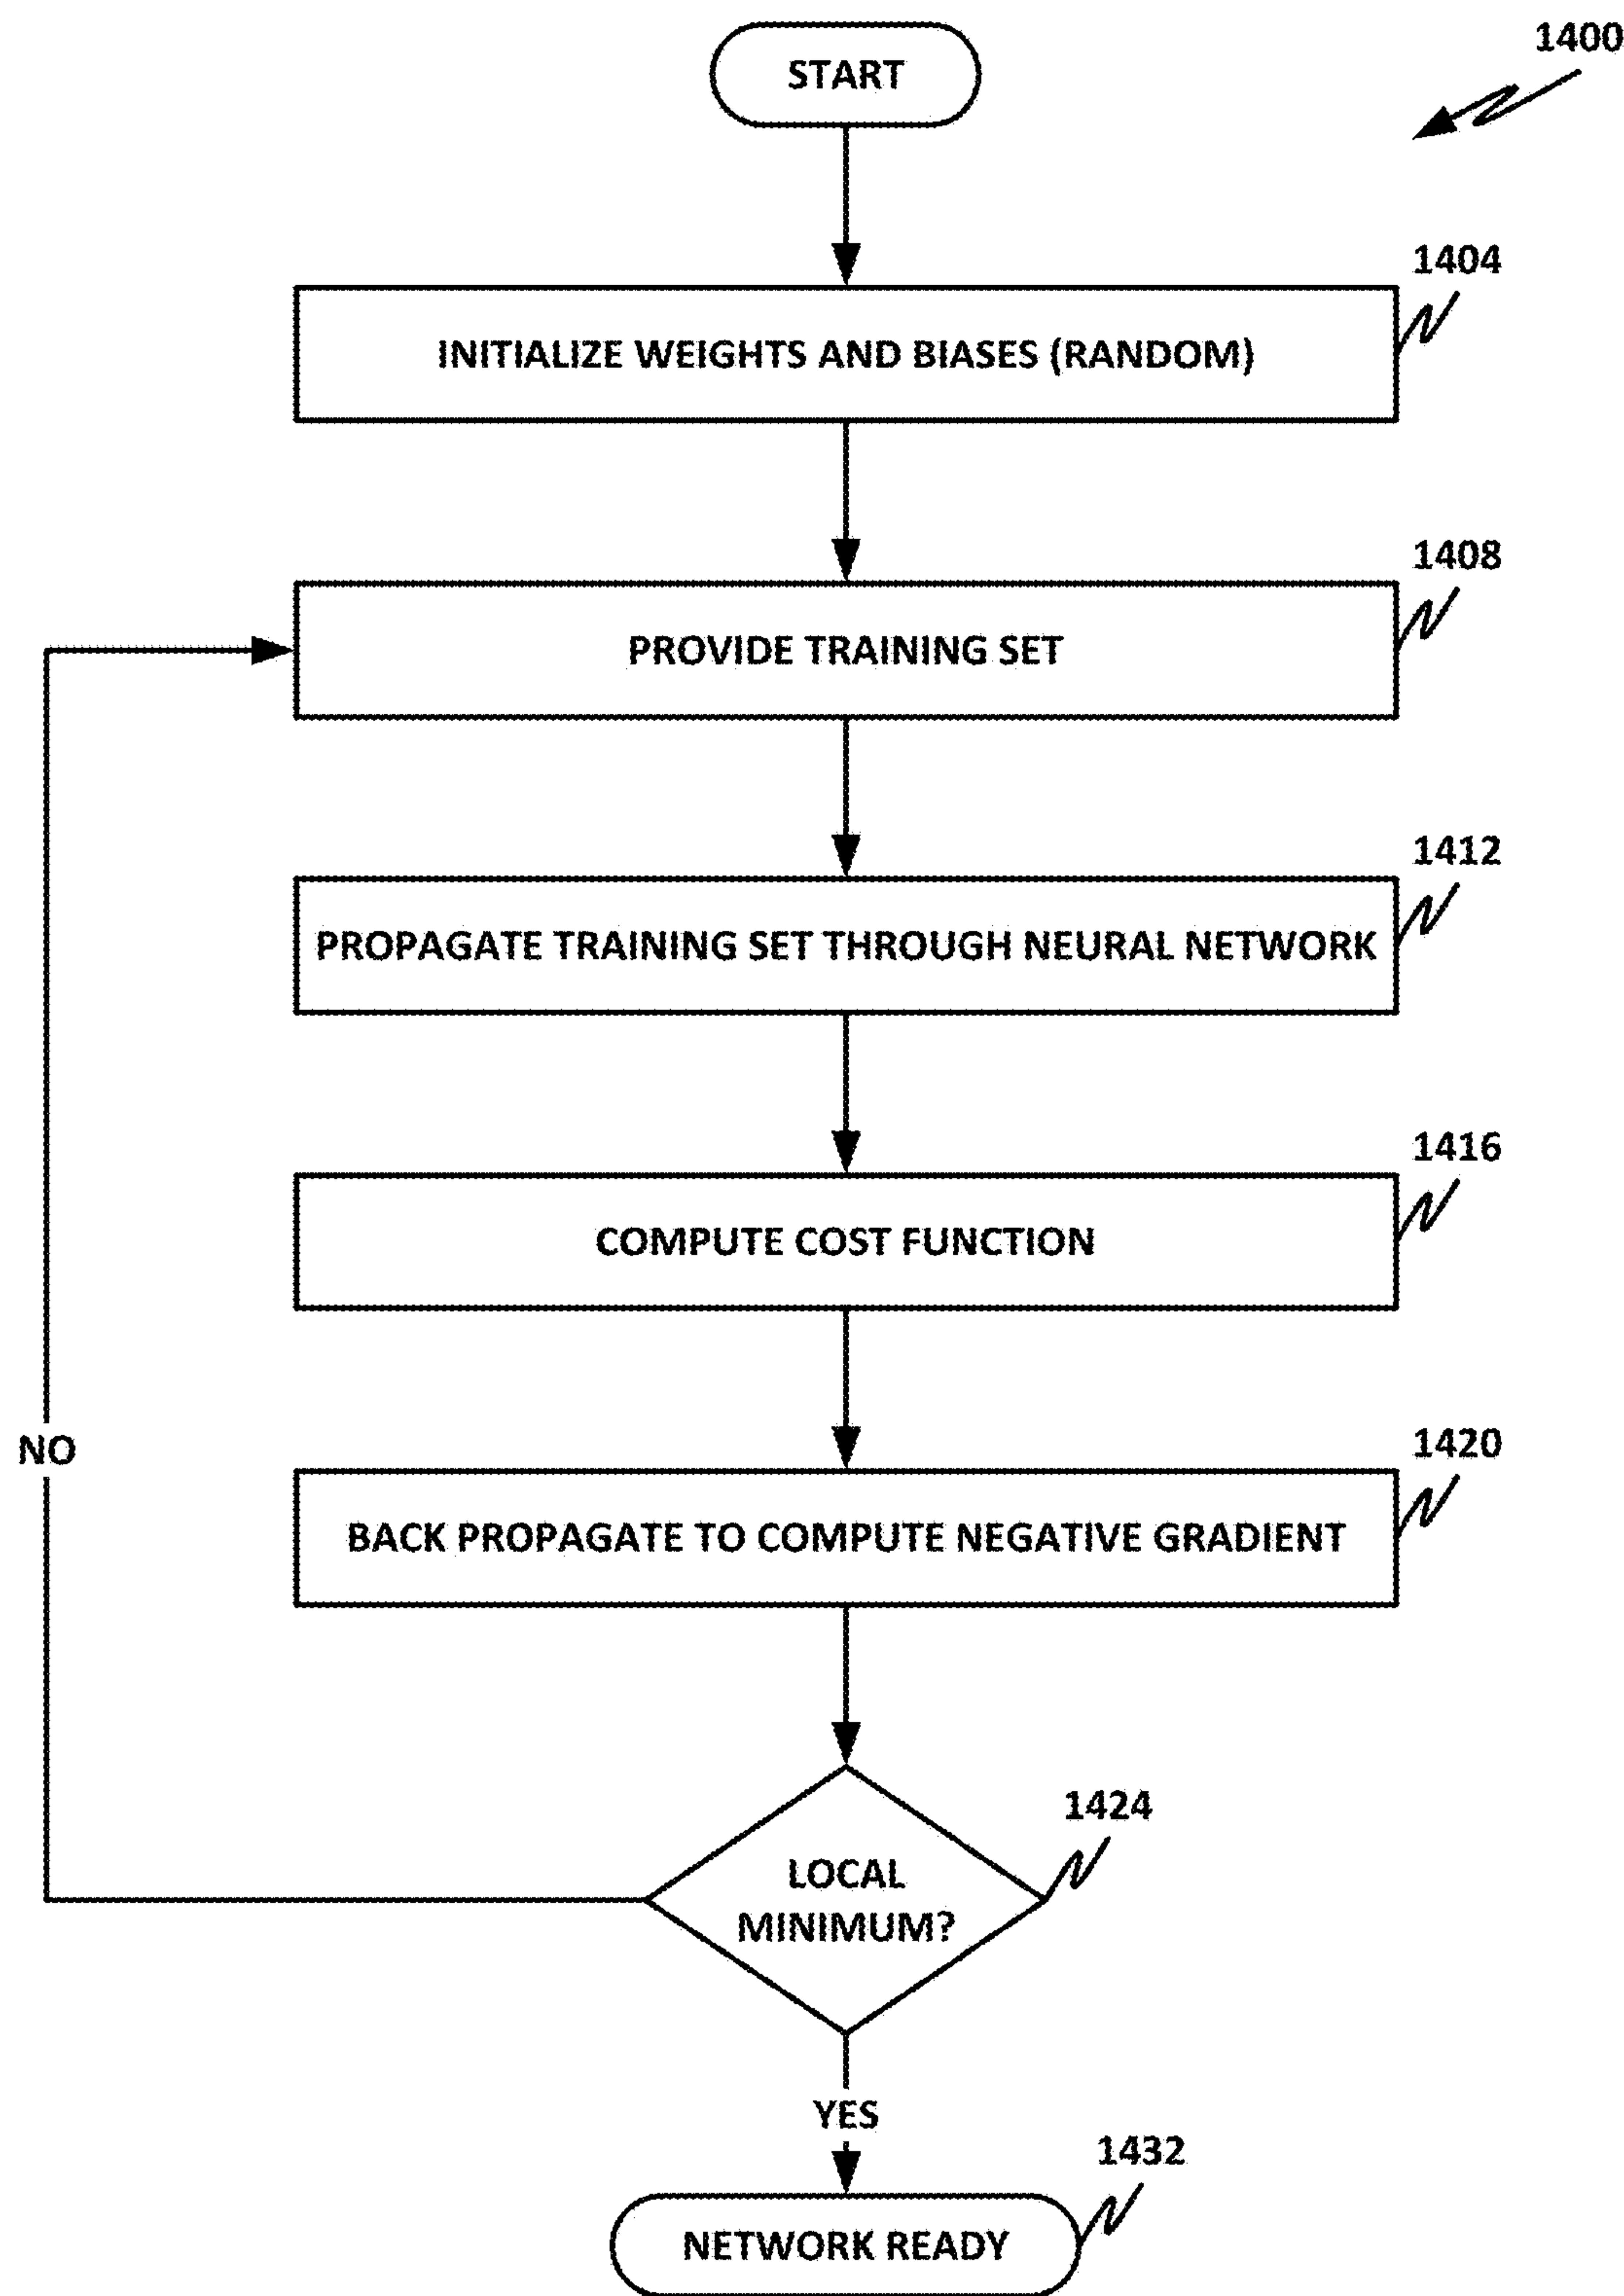 1400
START
1404
INITIALIZE WEIGHTS AND BIASES (RANDOM)
1408
PROVIDE TRAINING SET
1412
PROPAGATE TRAINING SET THROUGH NEURAL NETWORK
1416
COMPUTE COST FUNCTION
NO
1420
BACK PROPAGATE TO COMPUTE NEGATIVE GRADIENT
1424
LOCAL
MINIMUM?
YES
1432
NETWORK READY